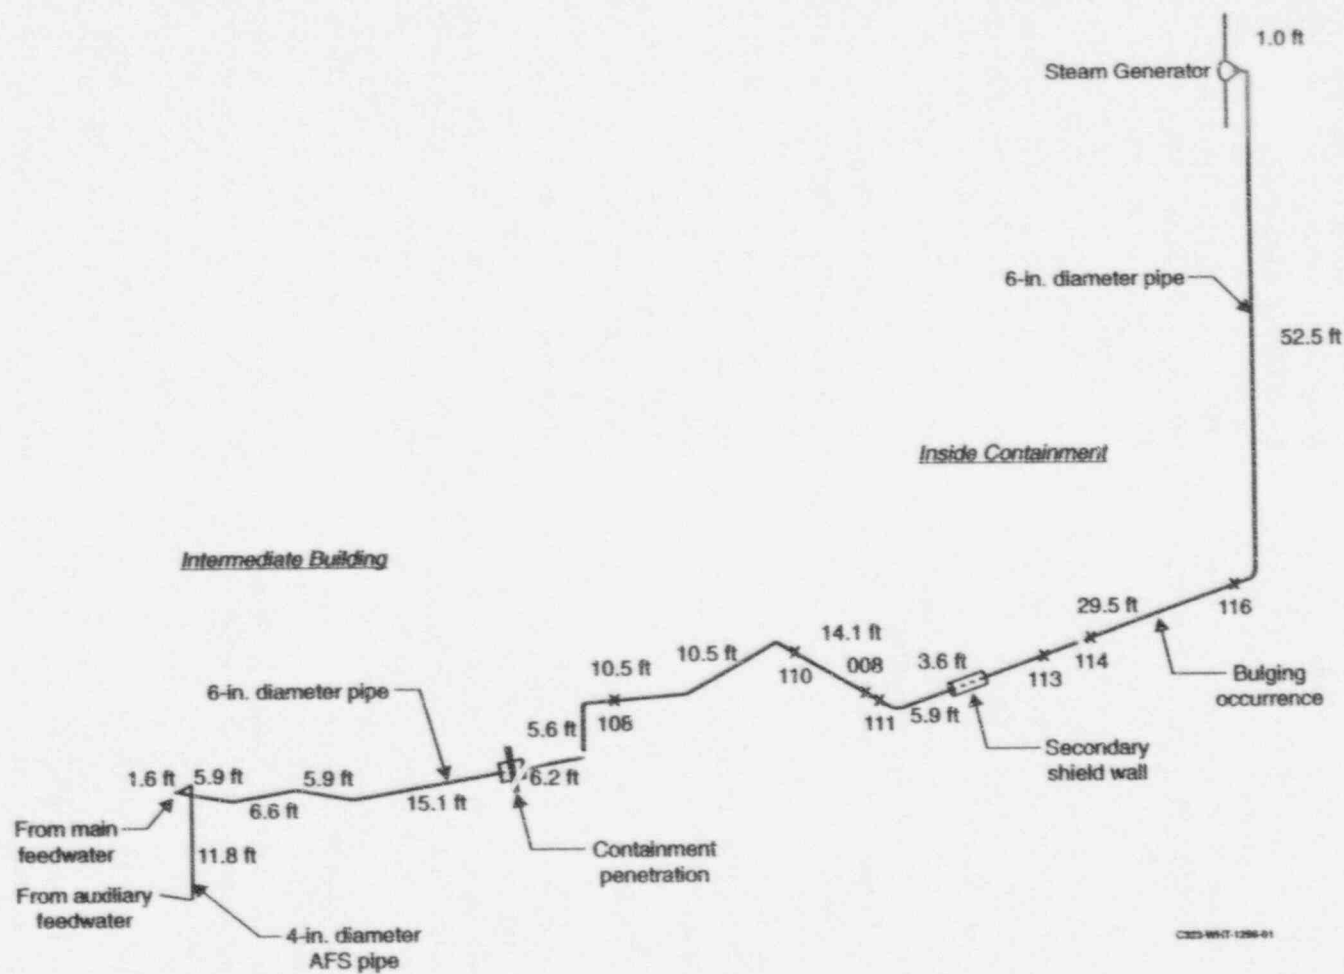 1.0 ft
Steam Generator
6-in. diameter pipe
52.5 ft
Inside Containment
Intermediate Building
29.5 ft
116
14.1 ft
114
10.5 ft
10.5 ft
008
3.6 ft
113
110
Bulging
occurrence
6-in. diameter pipe
106
111
5.9 ft
5.6 ft
Secondary
shield wall
1.6 ft
5.9 ft
5.9 ft
6.2 ft
6.6 ft
15.1 ft
From main
feedwater
11.8 ft
Containment
penetration
From auxiliary
feedwater
4-in. diameter
AFS pipe